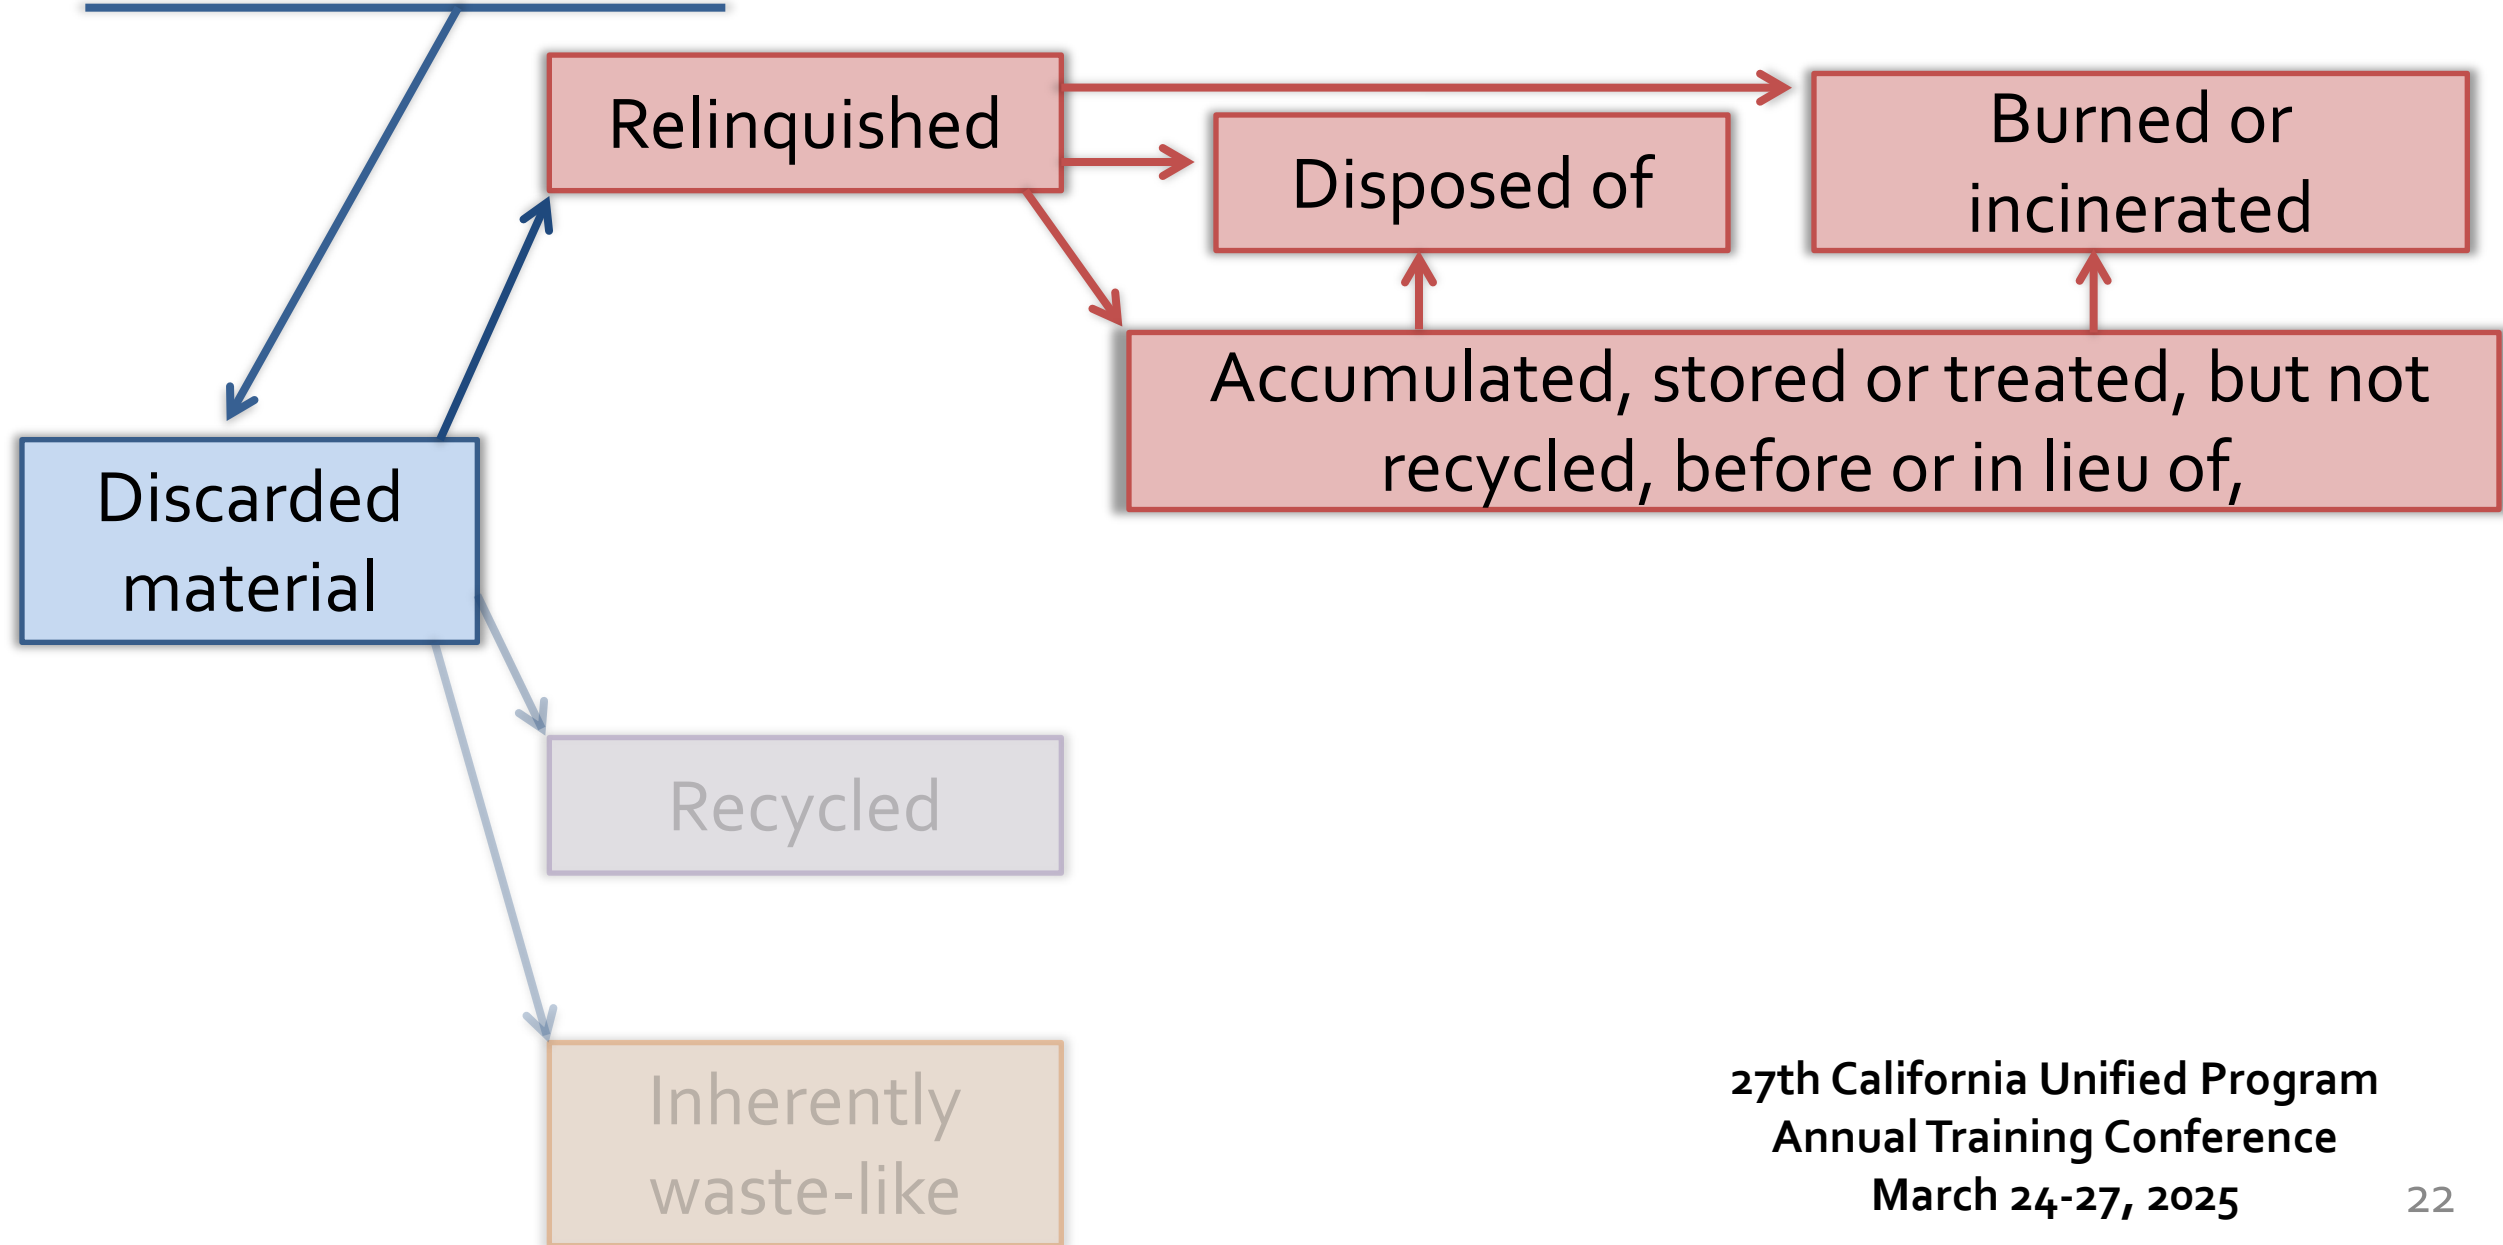 Relinquished
Burned or
incinerated
Disposed of
Accumulated, stored or treated, but not
recycled, before or in lieu of,
Discarded
material
Recycled
Inherently
waste-like
27th California Unified Program
Annual Training Conference
March 24-27, 2025
22